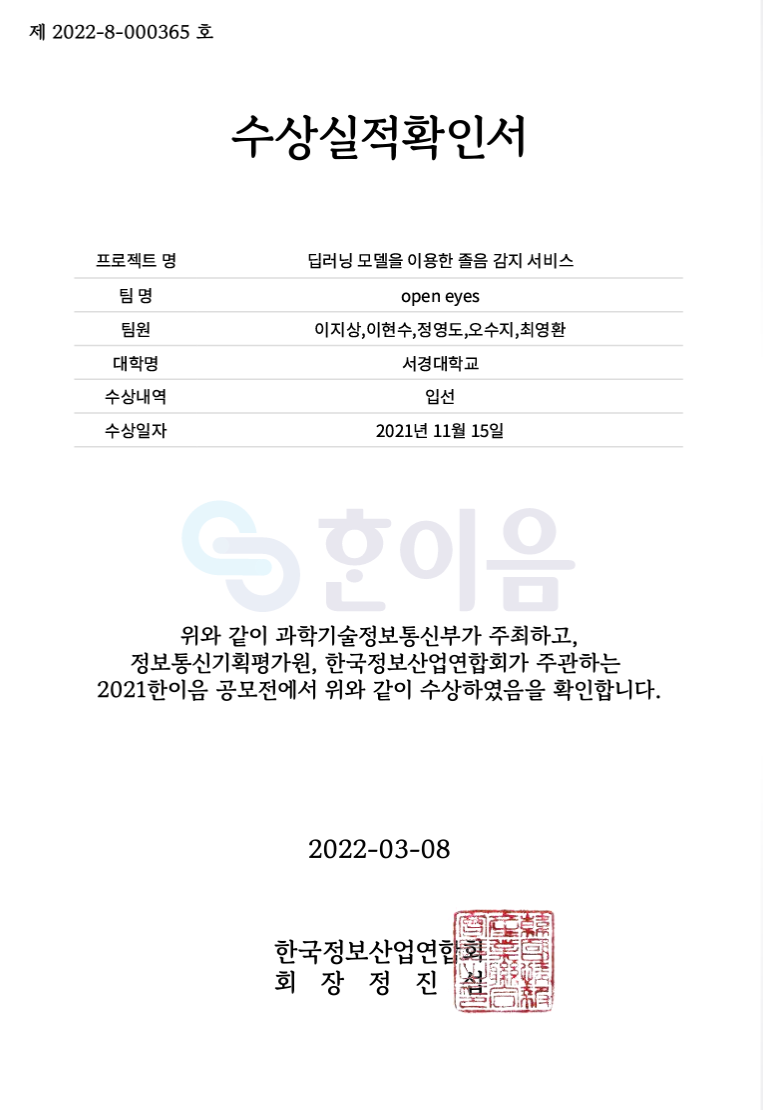 제 2022-8-000365 호
수상실적확인서
프로젝트 명 딥러닝 모델을 이용한 졸음 감지 서비스
팀 명 open eyes
팀원 이지상,이현수,정영도,오수지,최영환
대학명 서경대학교
수상내역 입선
수상일자 2021년 11월 15일
한이음
위와 같이 과학기술정보통신부가 주최하고,
정보통신기획평가원, 한국정보산업연합회가 주관하는
2021한이음 공모전에서 위와 같이 수상하였음을 확인합니다.
2022-03-08
한국정보산업연합회
회 장 정 진 섭